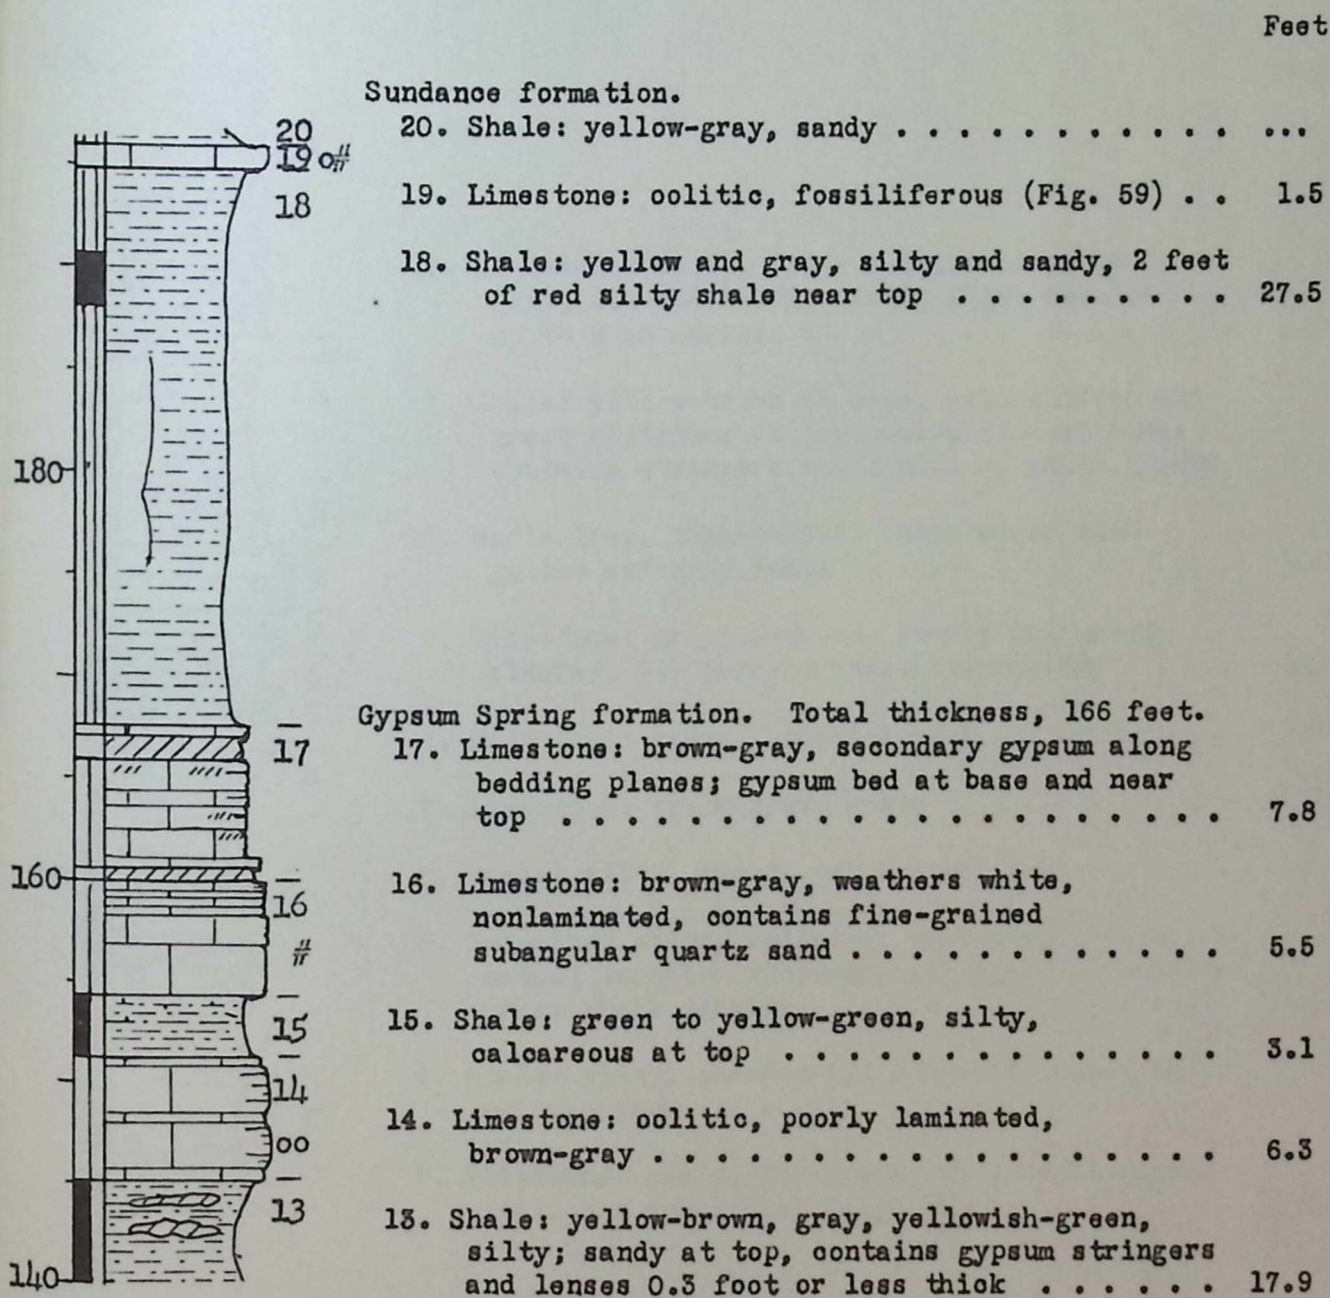 Feet
Sundance formation.
20. Shale: yellow-gray, sandy . . . . . . . . . . . ...
19. Limestone: oolitic, fossiliferous (Fig. 59) . . 1.5
18. Shale: yellow and gray, silty and sandy, 2 feet
of red silty shale near top . . . . . . . . . 27.5
Gypsum Spring formation. Total thickness, 166 feet.
17. Limestone: brown-gray, secondary gypsum along
bedding planes; gypsum bed at base and near
top . . . . . . . . . . . . . . . . . . . . . 7.8
16. Limestone: brown-gray, weathers white,
nonlaminated, contains fine-grained
subangular quartz sand . . . . . . . . . . . . 5.5
15. Shale: green to yellow-green, silty,
calcareous at top . . . . . . . . . . . . . . 3.1
14. Limestone: oolitic, poorly laminated,
brown-gray . . . . . . . . . . . . . . . . . . 6.3
13. Shale: yellow-brown, gray, yellowish-green,
silty; sandy at top, contains gypsum stringers
and lenses 0.3 foot or less thick . . . . . . 17.9
20
19
18
180
17
160
16
15
14
13
140